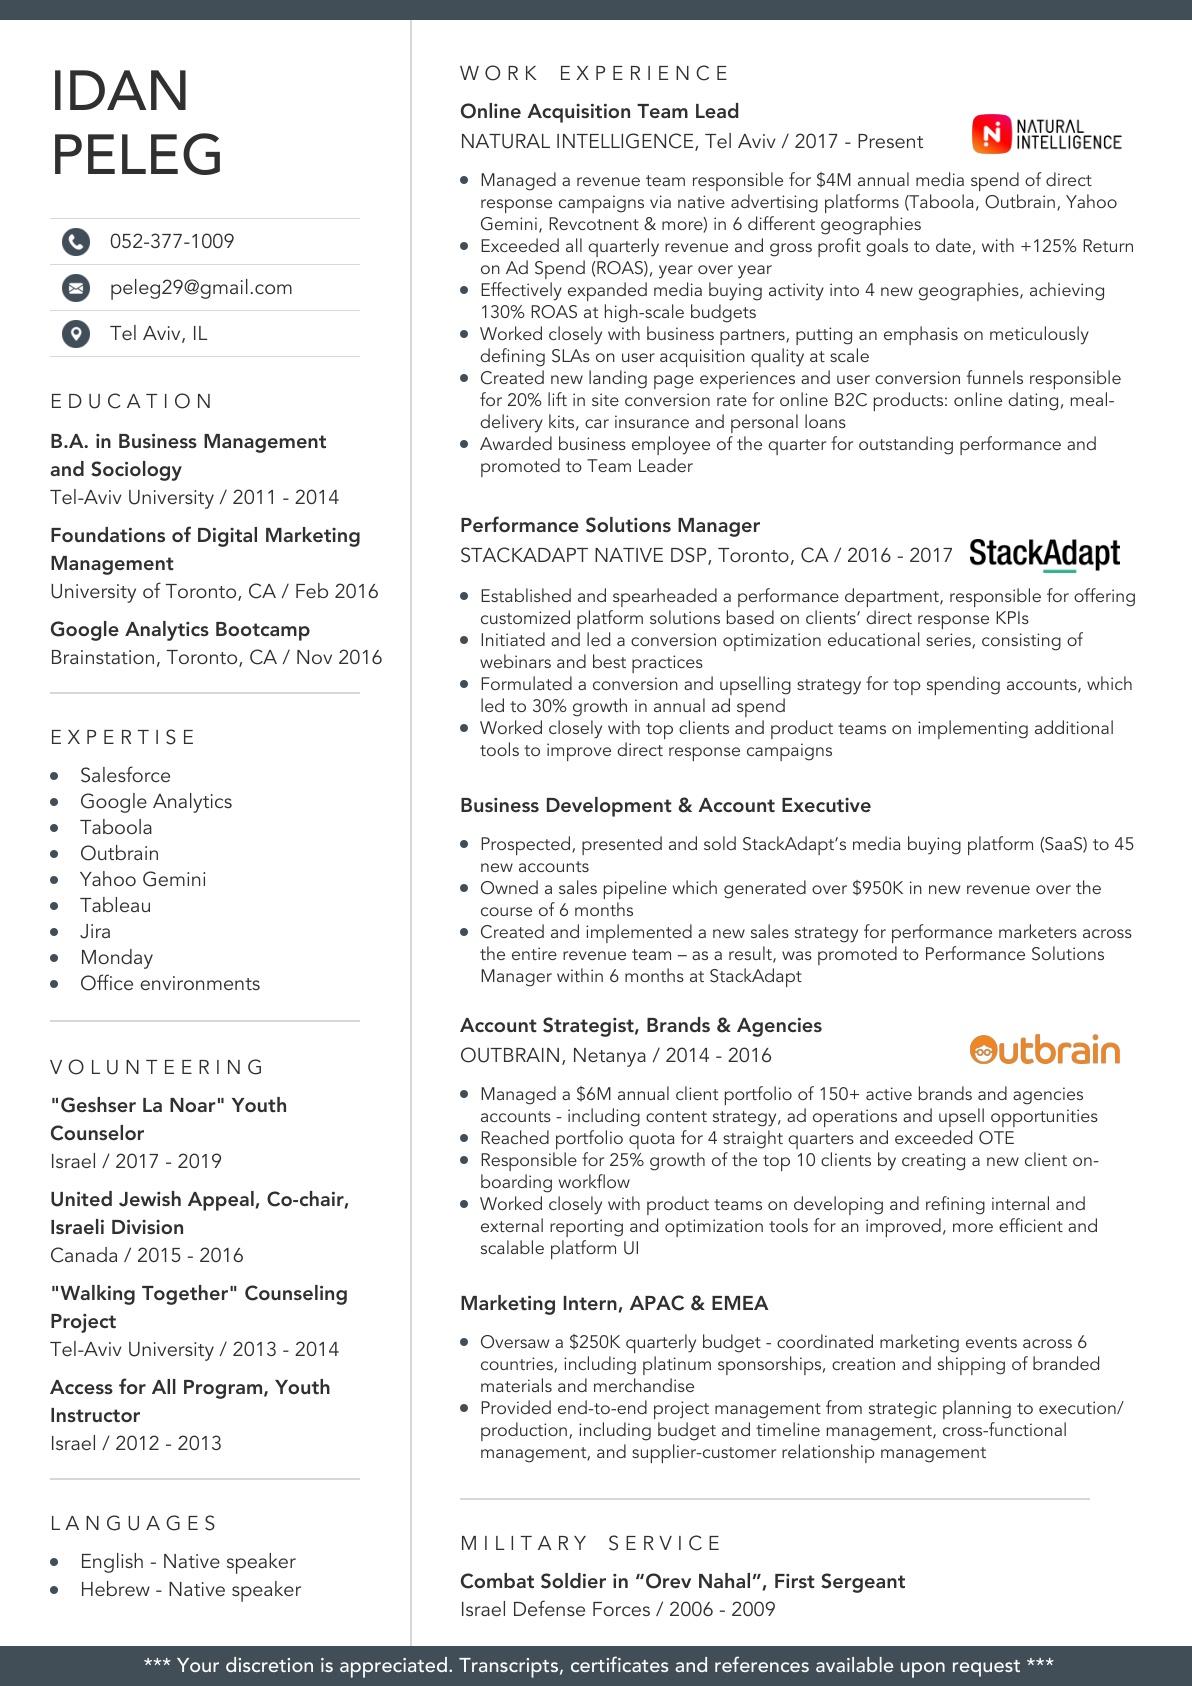 IDAN
PELEG
052-377-1009
peleg29@gmail.com
Tel Aviv, IL
EDUCATION
B.A. in Business Management
and Sociology
Tel-Aviv University / 2011 - 2014
Foundations of Digital Marketing
Management
University of Toronto, CA / Feb 2016
Google Analytics Bootcamp
Brainstation, Toronto, CA / Nov 2016
EXPERTISE
• Salesforce
• Google Analytics
• Taboola
• Outbrain
• Yahoo Gemini
• Tableau
• Jira
• Monday
• Office environments
VOLUNTEERING
"Geshser La Noar" Youth
Counselor
Israel / 2017 - 2019
United Jewish Appeal, Co-chair,
Israeli Division
Canada / 2015 - 2016
"Walking Together" Counseling
Project
Tel-Aviv University / 2013 - 2014
Access for All Program, Youth
Instructor
Israel / 2012 - 2013
LANGUAGES
• English - Native speaker
• Hebrew - Native speaker
WORK EXPERIENCE
Online Acquisition Team Lead
NATURAL INTELLIGENCE, Tel Aviv / 2017 - Present
Ni NATURAL
INTELLIGENCE
• Managed a revenue team responsible for $4M annual media spend of direct
response campaigns via native advertising platforms (Taboola, Outbrain, Yahoo
Gemini, Revcotnent & more) in 6 different geographies
• Exceeded all quarterly revenue and gross profit goals to date, with +125% Return
on Ad Spend (ROAS), year over year
• Effectively expanded media buying activity into 4 new geographies, achieving
130% ROAS at high-scale budgets
• Worked closely with business partners, putting an emphasis on meticulously
defining SLAs on user acquisition quality at scale
• Created new landing page experiences and user conversion funnels responsible
for 20% lift in site conversion rate for online B2C products: online dating, meal-
delivery kits, car insurance and personal loans
• Awarded business employee of the quarter for outstanding performance and
promoted to Team Leader
Performance Solutions Manager
STACKADAPT NATIVE DSP, Toronto, CA / 2016 - 2017
StackAdapt
• Established and spearheaded a performance department, responsible for offering
customized platform solutions based on clients’ direct response KPIs
• Initiated and led a conversion optimization educational series, consisting of
webinars and best practices
• Formulated a conversion and upselling strategy for top spending accounts, which
led to 30% growth in annual ad spend
• Worked closely with top clients and product teams on implementing additional
tools to improve direct response campaigns
Business Development & Account Executive
• Prospected, presented and sold StackAdapt’s media buying platform (SaaS) to 45
new accounts
• Owned a sales pipeline which generated over $950K in new revenue over the
course of 6 months
• Created and implemented a new sales strategy for performance marketers across
the entire revenue team – as a result, was promoted to Performance Solutions
Manager within 6 months at StackAdapt
Account Strategist, Brands & Agencies
OUTBRAIN, Netanya / 2014 - 2016
Outbrain
• Managed a $6M annual client portfolio of 150+ active brands and agencies
accounts - including content strategy, ad operations and upsell opportunities
• Reached portfolio quota for 4 straight quarters and exceeded OTE
• Responsible for 25% growth of the top 10 clients by creating a new client on-
boarding workflow
• Worked closely with product teams on developing and refining internal and
external reporting and optimization tools for an improved, more efficient and
scalable platform UI
Marketing Intern, APAC & EMEA
• Oversaw a $250K quarterly budget - coordinated marketing events across 6
countries, including platinum sponsorships, creation and shipping of branded
materials and merchandise
• Provided end-to-end project management from strategic planning to execution/
production, including budget and timeline management, cross-functional
management, and supplier-customer relationship management
MILITARY SERVICE
Combat Soldier in “Orev Nahal”, First Sergeant
Israel Defense Forces / 2006 - 2009
*** Your discretion is appreciated. Transcripts, certificates and references available upon request ***